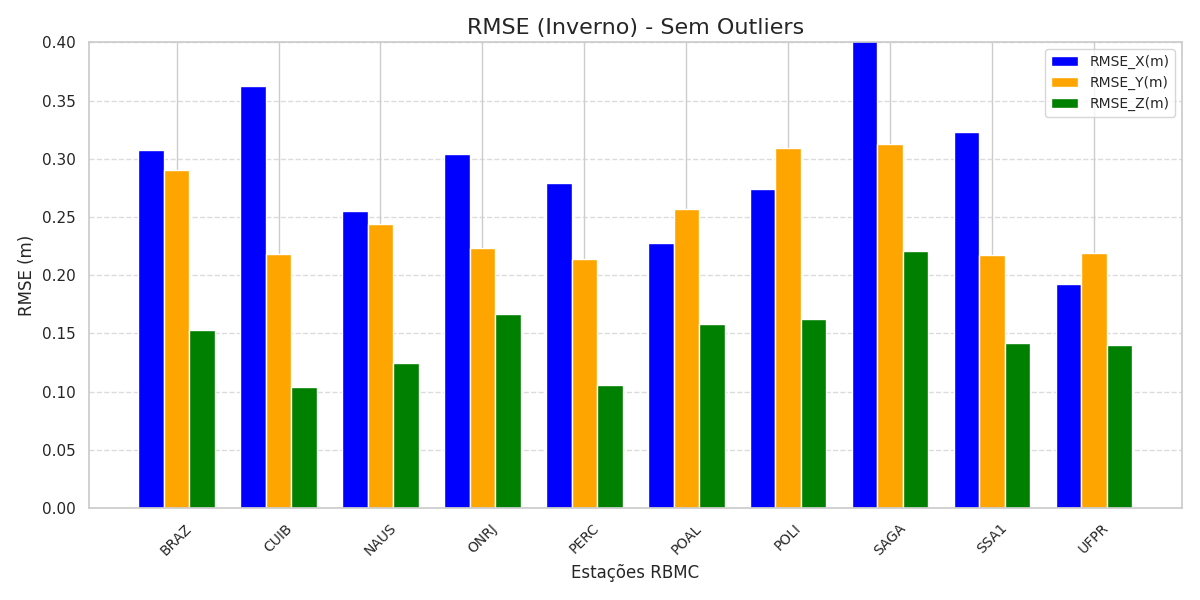 RMSE (Inverno) - Sem Outliers
RMSE_X(m)
RMSE_Y(m)
RMSE_Z(m)
RMSE (m)
0.40
0.35
0.30
0.25
0.20
0.15
0.10
0.05
0.00
BRAZ
CUIB
NAUS
ONRJ
PERC
POAL
POLI
SAGA
SSA1
UFPR
Estações RBMC